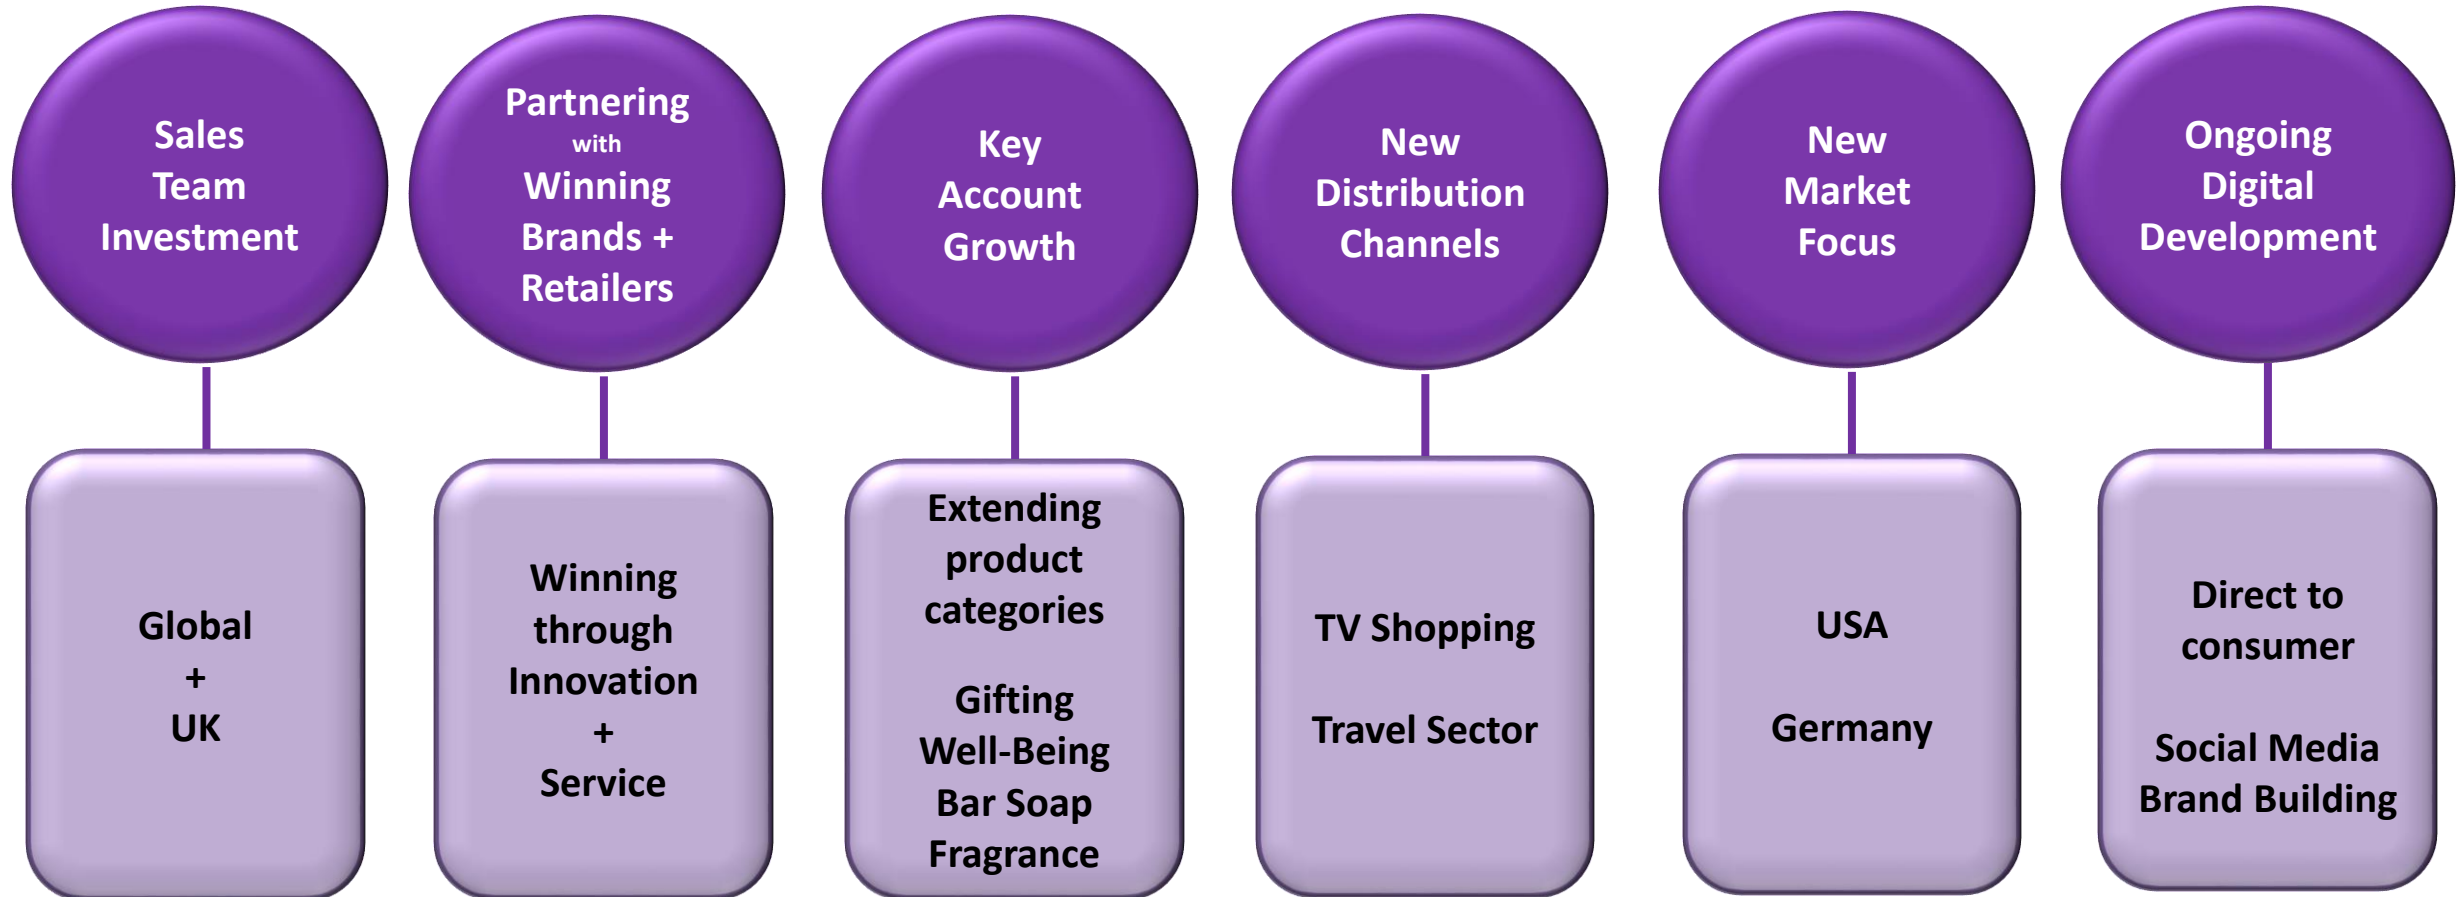 Sales
Team
Investment
Partnering
with
Winning
Brands +
Retailers
Key
Account
Growth
New
Distribution
Channels
New
Market
Focus
Ongoing
Digital
Development
Global
+
UK
Winning
through
Innovation
+
Service
Extending
product
categories
Gifting
Well-Being
Bar Soap
Fragrance
TV Shopping
Travel Sector
USA
Germany
Direct to
consumer
Social Media
Brand Building